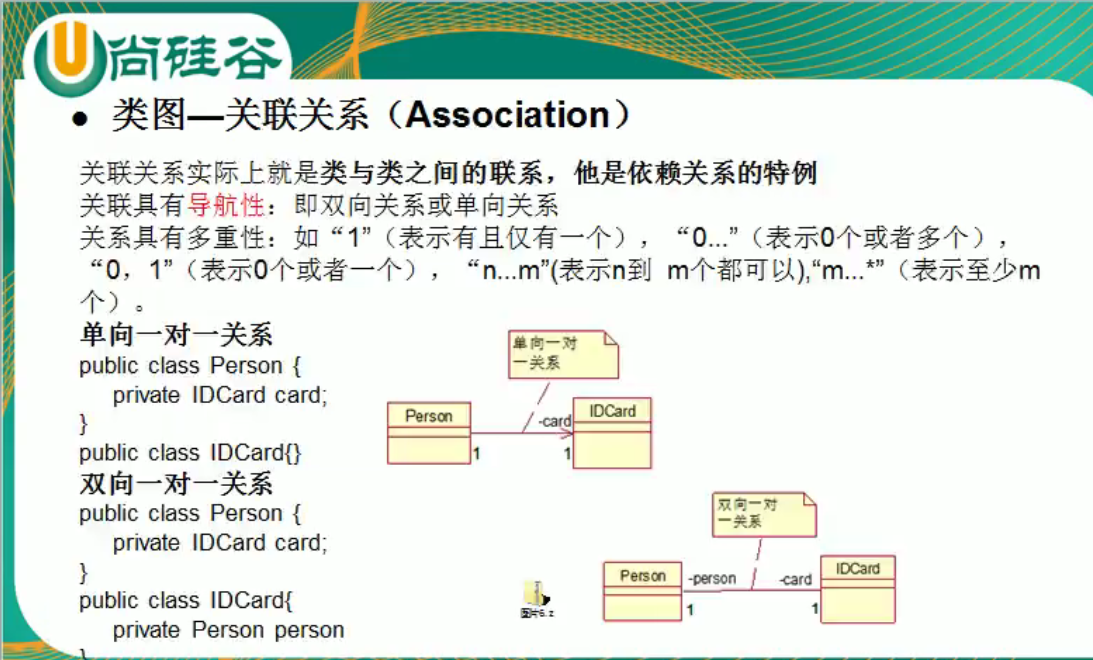 尚硅谷
● 类图—关联关系（Association）
关联关系实际上就是类与类之间的联系，他是依赖关系的特例
关联具有导航性：即双向关系或单向关系
关系具有多重性：如“1”（表示有且仅有一个），“0...”（表示0个或者多个），
“0，1”（表示0个或者一个），“n...m”(表示n到 m个都可以),“m...*”（表示至少m
个）。
单向一对一关系
public class Person {
private IDCard card;
}
public class IDCard{}
双向一对一关系
public class Person {
private IDCard card;
}
public class IDCard{
private Person person
}
单向一对
一关系
Person
-card
IDCard
1
1
双向一对
一关系
Person
-person
-card
IDCard
1
1
图片6.z